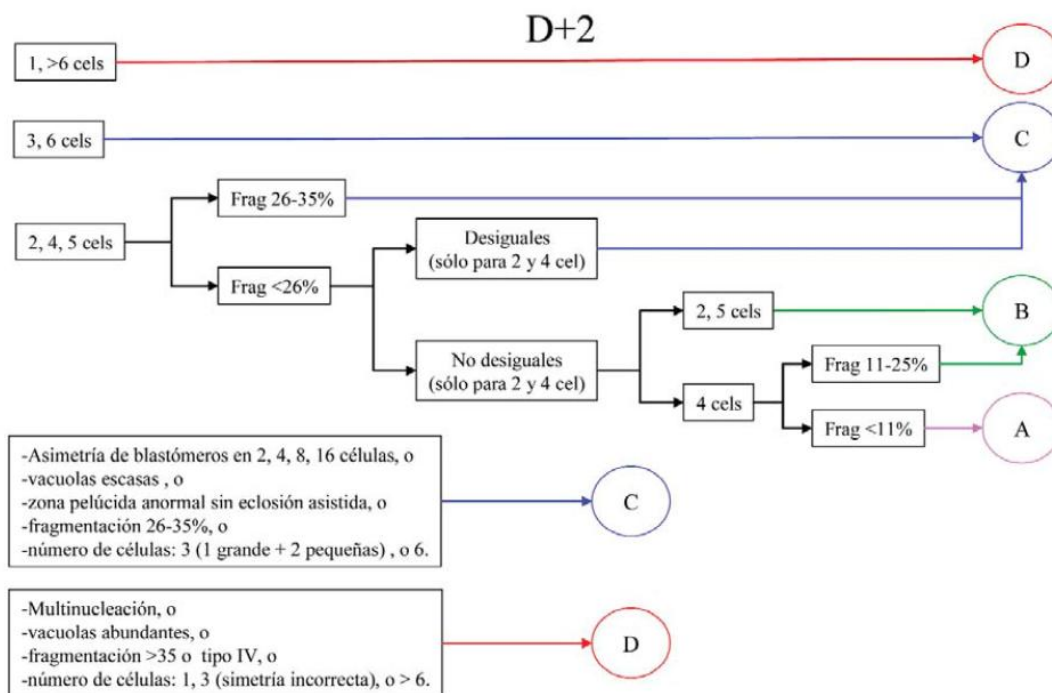 D+2
1, >6 cels
D
3, 6 cels
C
Frag 26-35%
2, 4, 5 cels
Desiguales
(sólo para 2 y 4 cel)
Frag <26%
2, 5 cels
B
No desiguales
(sólo para 2 y 4 cel)
Frag 11-25%
4 cels
Frag <11%
A
-Asimetría de blastómeros en 2, 4, 8, 16 células, o
-vacuolas escasas , o
-zona pelúcida anormal sin eclosión asistida, o
-fragmentación 26-35%, o
-número de células: 3 (1 grande + 2 pequeñas) , o 6.
C
-Multinucleación, o
-vacuolas abundantes, o
-fragmentación >35 o tipo IV, o
-número de células: 1, 3 (simetría incorrecta), o > 6.
D